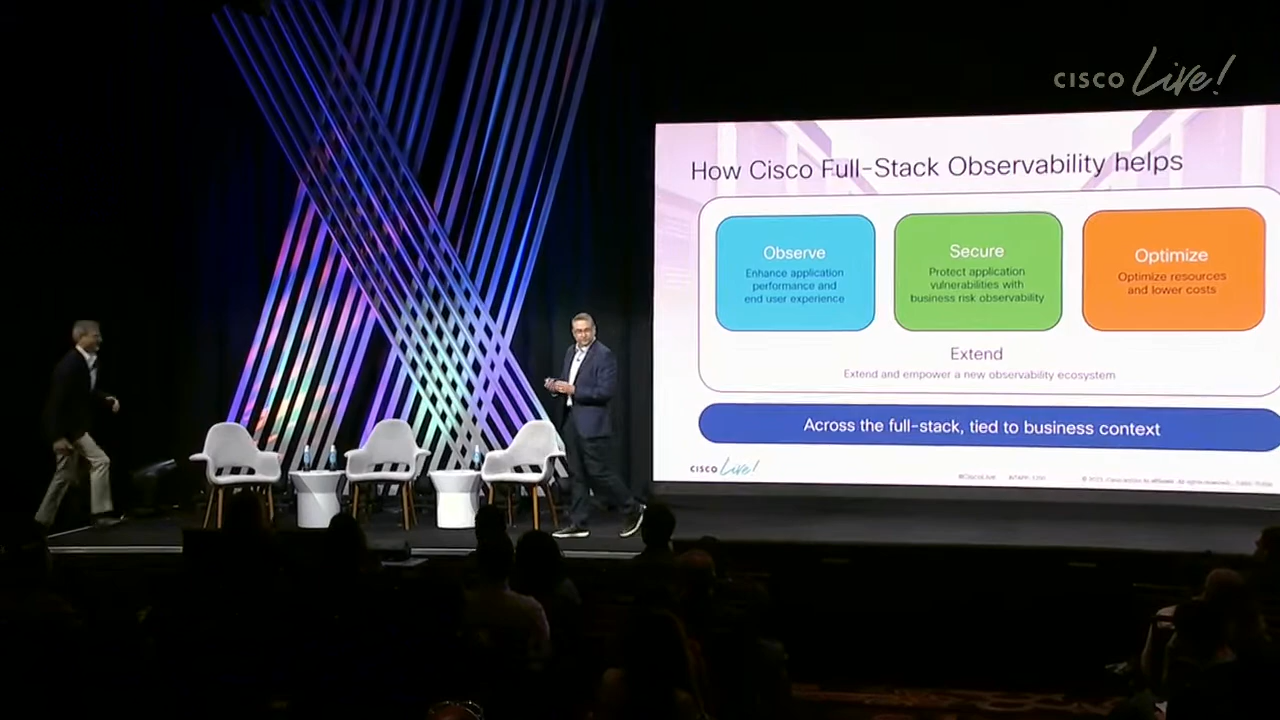 CISCO Live!
How Cisco Full-Stack Observability helps
Observe
Enhance application
performance and
end user experience
Secure
Protect application
vulnerabilities with
business risk observability
Optimize
Optimize resources
and lower costs
Extend
Extend and empower a new observability ecosystem
Across the full-stack, tied to business context
CISCO Live!
#CiscoLive